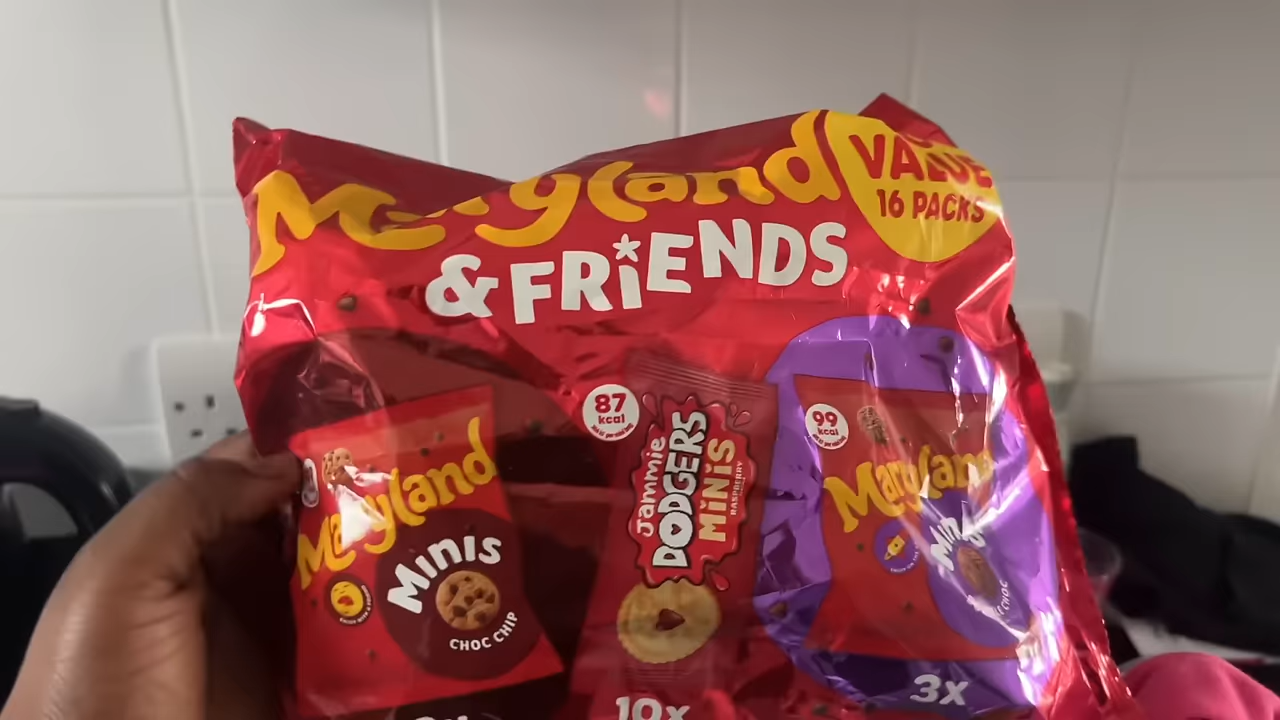 Maryland
& FRiENDS
VALUE
16 PACKS
87
kcal
99
kcal
Maryland
Minis
CHOC CHIP
Jammie
DODGERS
MiNiS
RASPBERRY
Maryland
CHOC
10x
3x